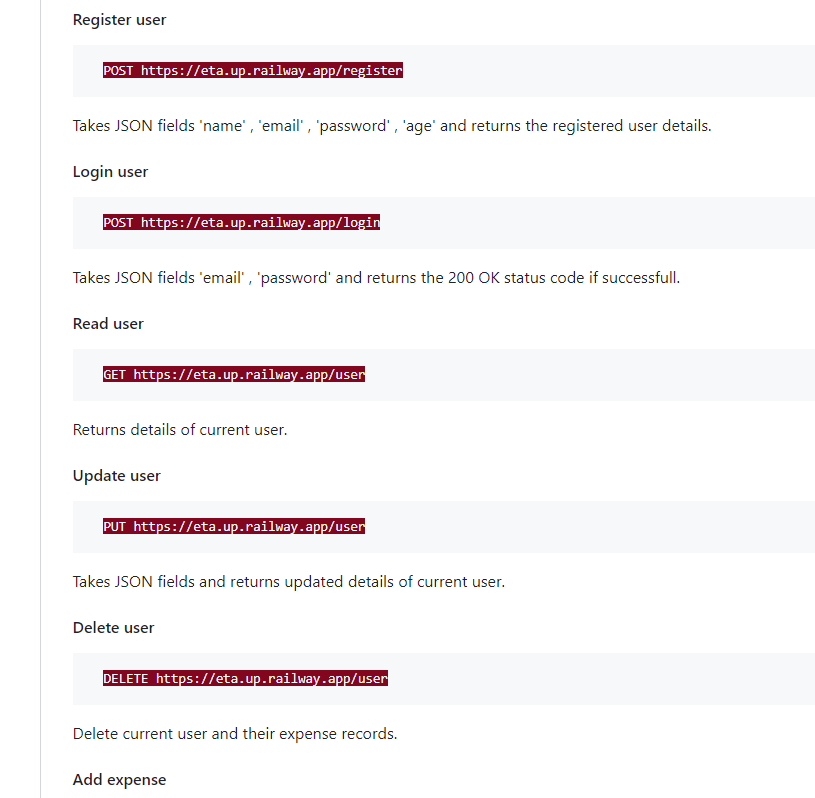 Register user
POST https://eta.up.railway.app/register
Takes JSON fields 'name' , 'email' , 'password' , 'age' and returns the registered user details.
Login user
POST https://eta.up.railway.app/login
Takes JSON fields 'email' , 'password' and returns the 200 OK status code if successfull.
Read user
GET https://eta.up.railway.app/user
Returns details of current user.
Update user
PUT https://eta.up.railway.app/user
Takes JSON fields and returns updated details of current user.
Delete user
DELETE https://eta.up.railway.app/user
Delete current user and their expense records.
Add expense